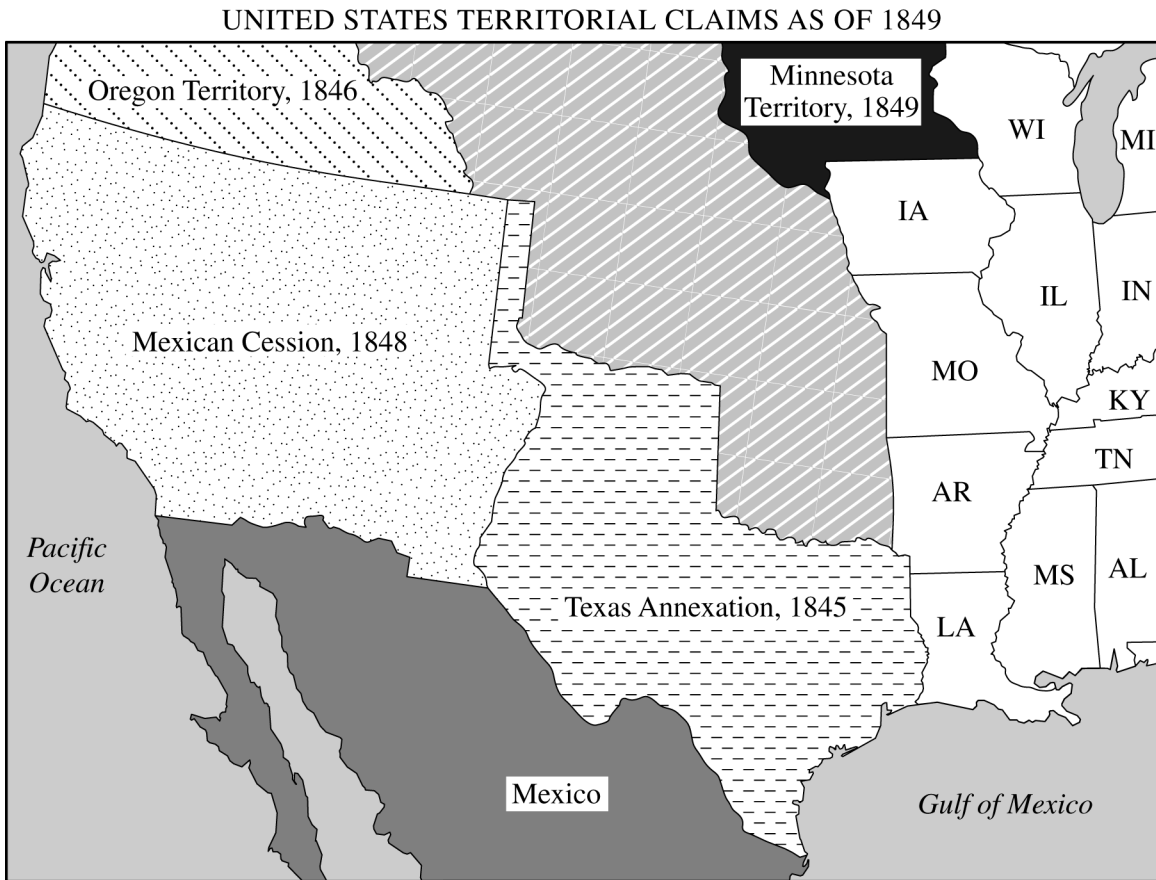 UNITED STATES TERRITORIAL CLAIMS AS OF 1849
Oregon Territory, 1846
Minnesota
Territory, 1849
WI
MI
IA
IL
IN
Mexican Cession, 1848
MO
KY
TN
AR
Pacific
Ocean
MS
AL
Texas Annexation, 1845
LA
Mexico
Gulf of Mexico